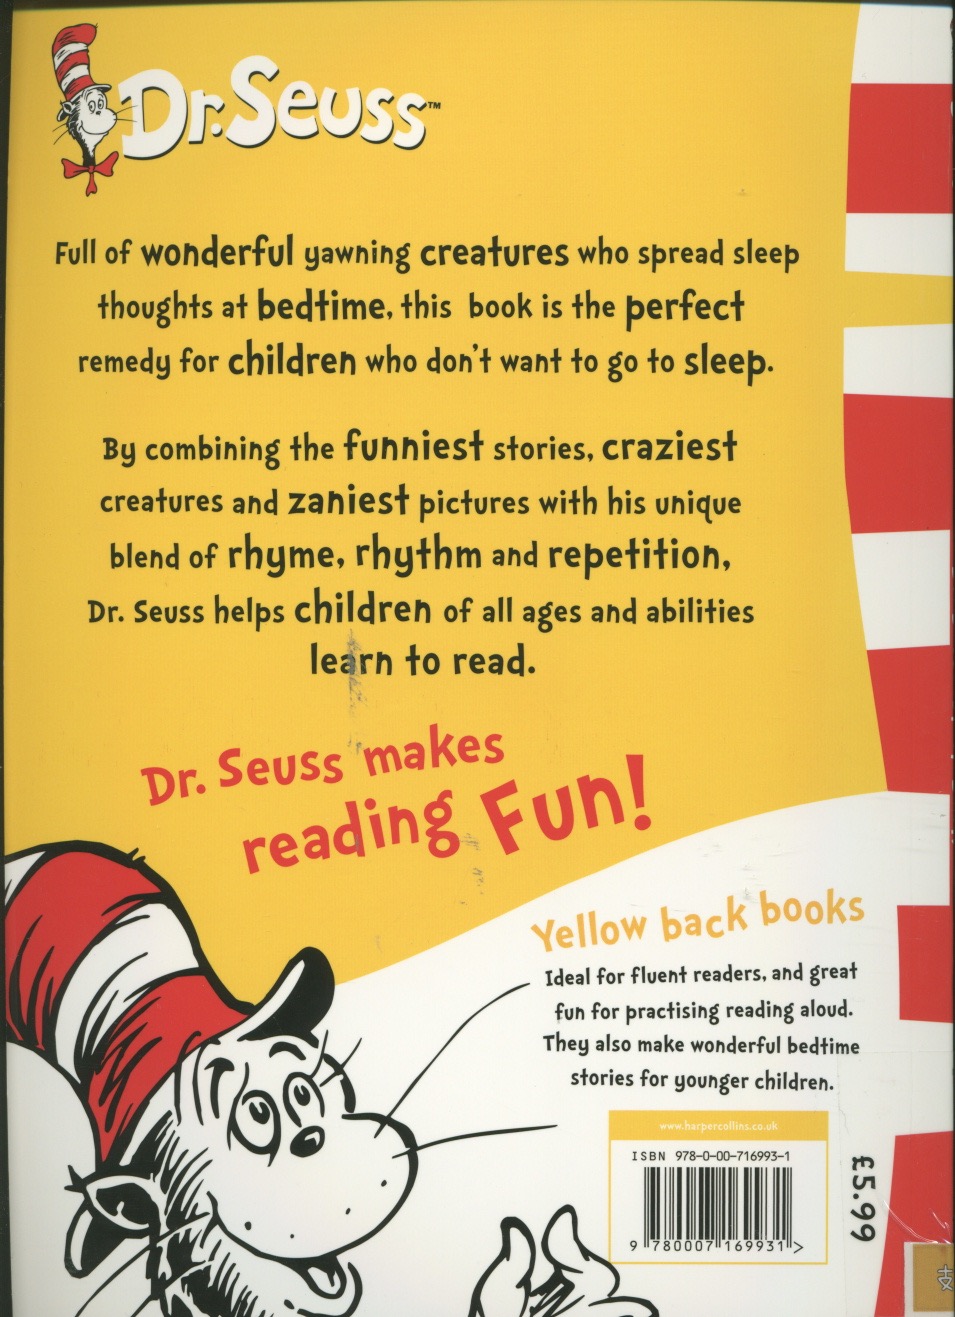 Dr. Seuss™
Full of wonderful yawning creatures who spread sleep
thoughts at bedtime, this book is the perfect
remedy for children who don't want to go to sleep.
By combining the funniest stories, craziest
creatures and zaniest pictures with his unique
blend of rhyme, rhythm and repetition,
Dr. Seuss helps children of all ages and abilities
learn to read.
Dr. Seuss makes
reading Fun!
Yellow back books
Ideal for fluent readers, and great
fun for practising reading aloud.
They also make wonderful bedtime
stories for younger children.
www.harpercollins.co.uk
ISBN 978-0-00-716993-1
9 780007 169931 >
£5.99
支